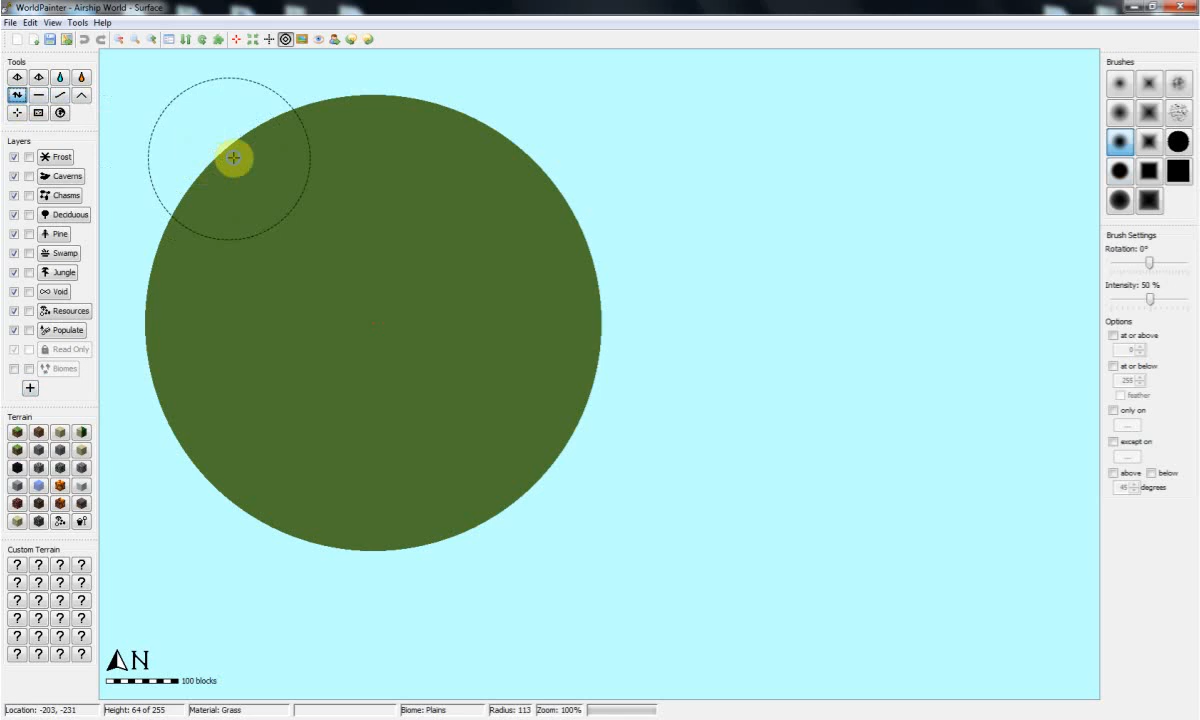 WorldPainter - Airship World - Surface
File Edit View Tools Help
Tools
Layers
Frost
Caverns
Chasms
Deciduous
Pine
Swamp
Jungle
Void
Resources
Populate
Read Only
Biomes
+
Terrain
Custom Terrain
? ? ? ?
? ? ? ?
? ? ? ?
? ? ? ?
? ? ? ?
? ? ? ?
N
100 blocks
Brushes
Brush Settings
Rotation: 0°
Intensity: 50 %
Options
at or above
0
at or below
255
feather
only on
...
except on
...
above below
45 degrees
Location: -203, -231 Height: 64 of 255 Material: Grass Biome: Plains Radius: 113 Zoom: 100%